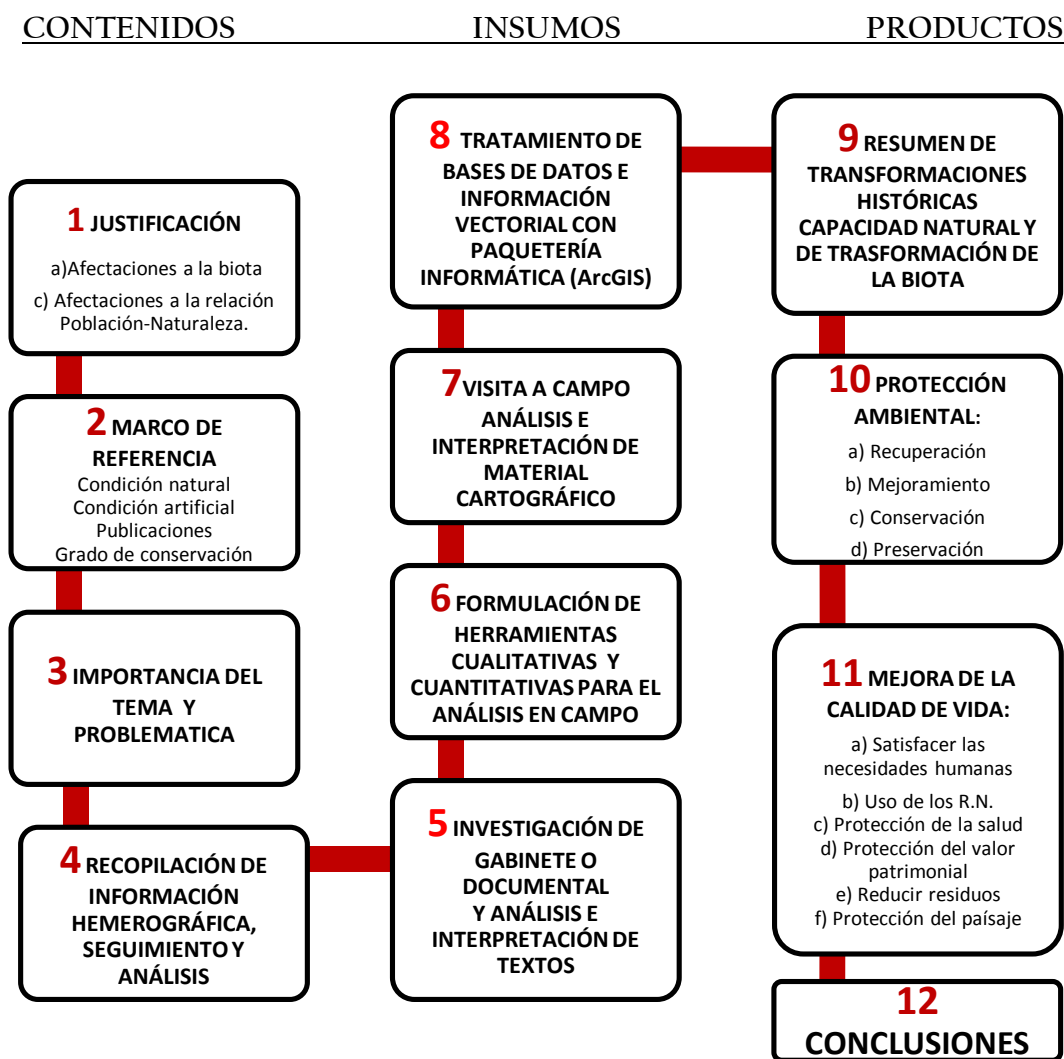 CONTENIDOS
INSUMOS
PRODUCTOS
1 JUSTIFICACIÓN
a)Afectaciones a la biota
c) Afectaciones a la relación
Población-Naturaleza.
2 MARCO DE
REFERENCIA
Condición natural
Condición artificial
Publicaciones
Grado de conservación
3 IMPORTANCIA DEL
TEMA Y
PROBLEMATICA
4 RECOPILACIÓN DE
INFORMACIÓN
HEMEROGRÁFICA,
SEGUIMIENTO Y
ANÁLISIS
5 INVESTIGACIÓN DE
GABINETE O
DOCUMENTAL
Y ANÁLISIS E
INTERPRETACIÓN DE
TEXTOS
6 FORMULACIÓN DE
HERRAMIENTAS
CUALITATIVAS Y
CUANTITATIVAS PARA EL
ANÁLISIS EN CAMPO
7 VISITA A CAMPO
ANÁLISIS E
INTERPRETACIÓN DE
MATERIAL
CARTOGRÁFICO
8 TRATAMIENTO DE
BASES DE DATOS E
INFORMACIÓN
VECTORIAL CON
PAQUETERÍA
INFORMÁTICA (ArcGIS)
9 RESUMEN DE
TRANSFORMACIONES
HISTÓRICAS
CAPACIDAD NATURAL Y
DE TRASFORMACIÓN DE
LA BIOTA
10 PROTECCIÓN
AMBIENTAL:
a) Recuperación
b) Mejoramiento
c) Conservación
d) Preservación
11 MEJORA DE LA
CALIDAD DE VIDA:
a) Satisfacer las
necesidades humanas
b) Uso de los R.N.
c) Protección de la salud
d) Protección del valor
patrimonial
e) Reducir residuos
f) Protección del país​aje
12
CONCLUSIONES